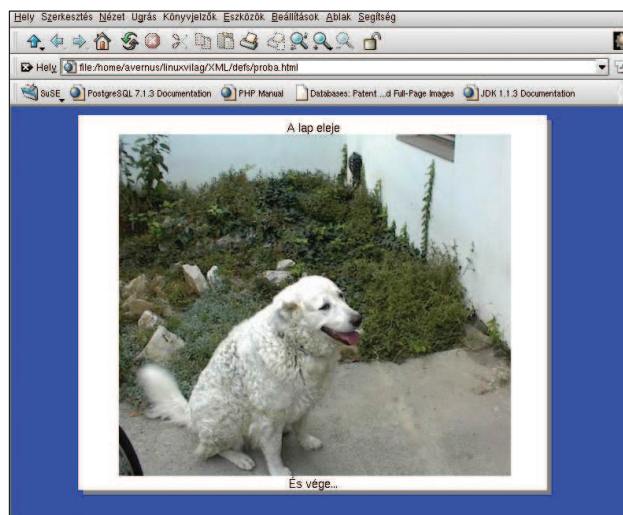 Hely Szerkesztés Nézet Ugrás Könyvjelzők Eszközök Beállítások Ablak Segítség
Hely file:/home/avernus/linuxvilag/XML/defs/proba.html
SuSE PostgreSQL 7.1.3 Documentation PHP Manual Databases: Patent ...d Full-Page Images JDK 1.1.3 Documentation
A lap eleje
És vége...